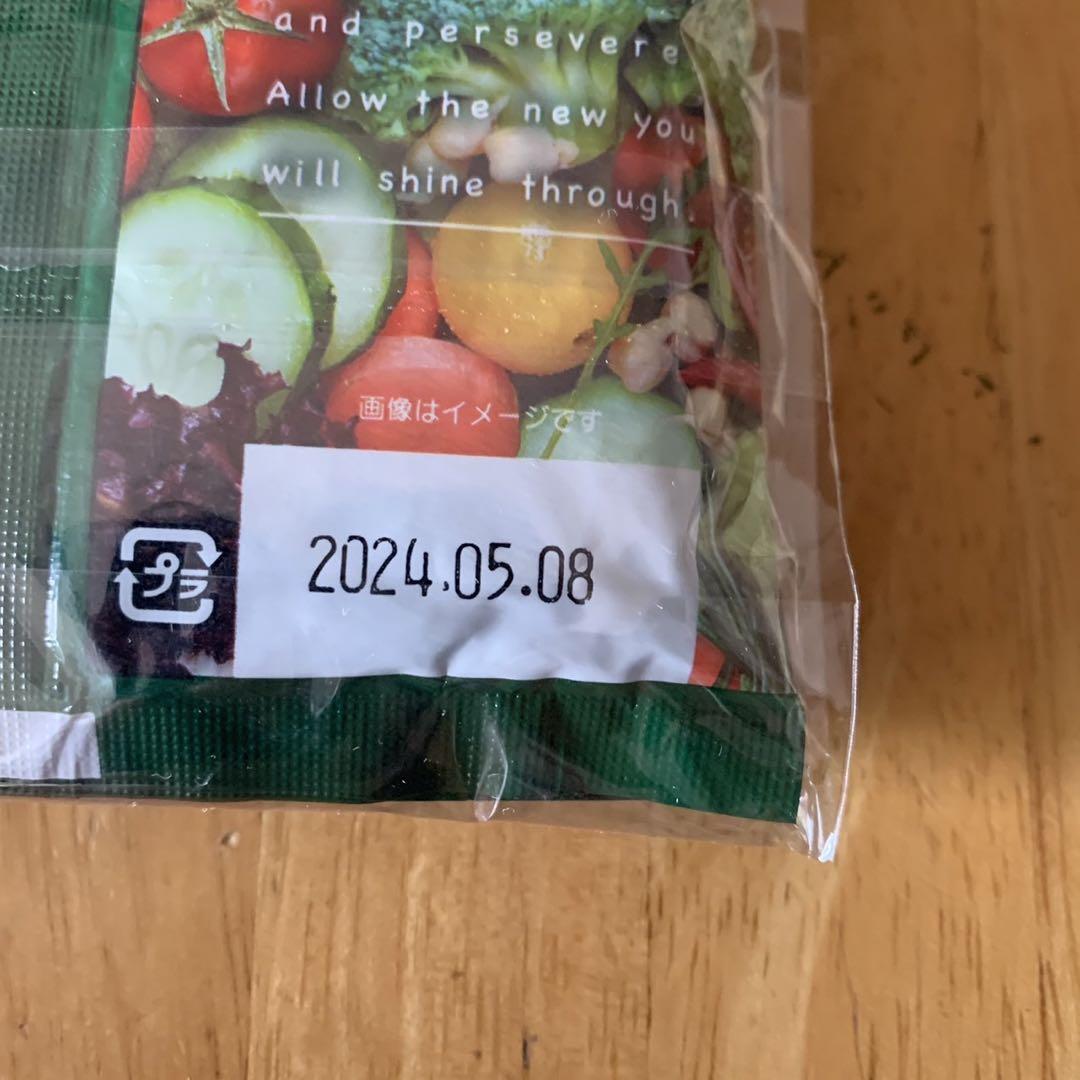 and persevere
Allow the new you
will shine through.
画像はイメージです
プラ
2024.05.08